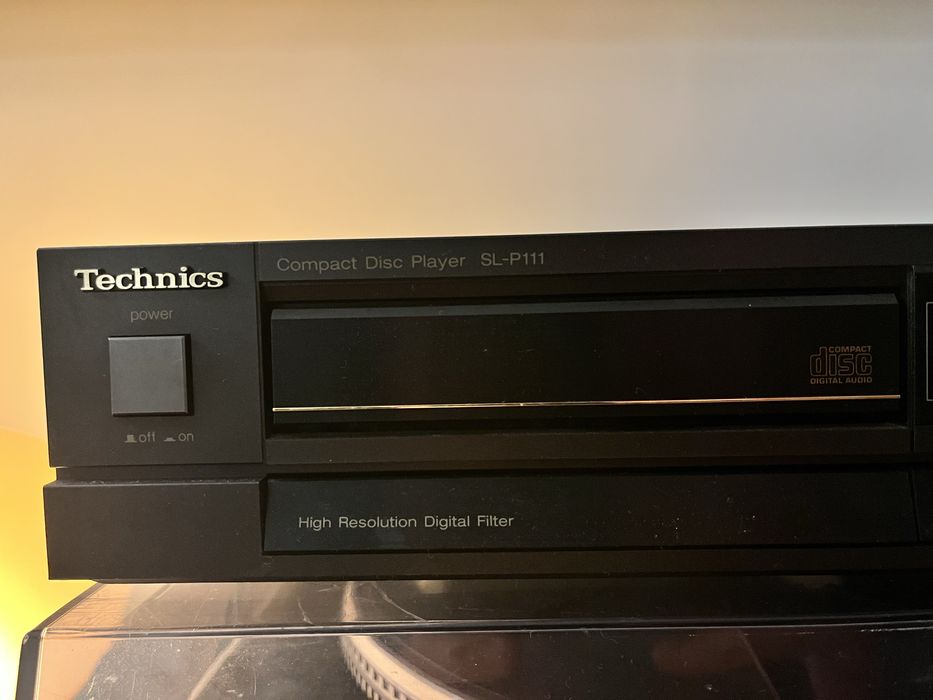 Technics
Compact Disc Player SL-P111
power
off on
COMPACT
disc
DIGITAL AUDIO
High Resolution Digital Filter